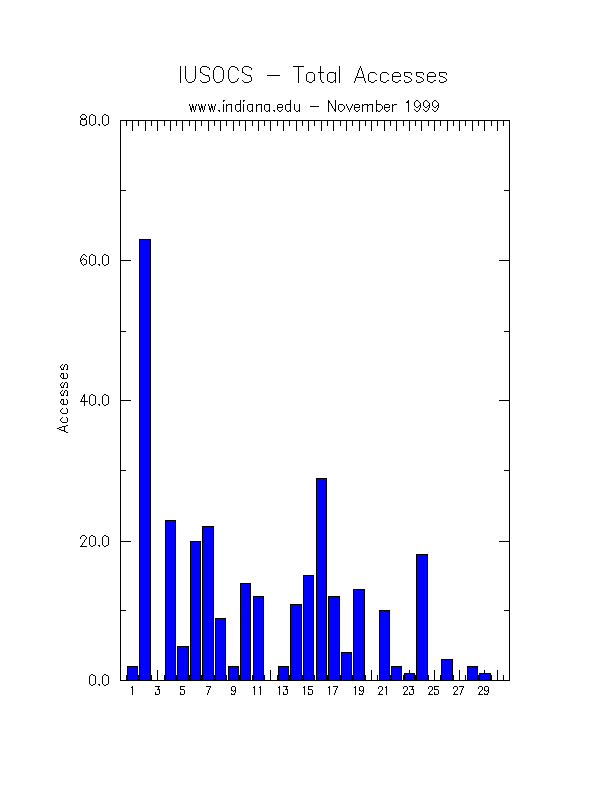 IUSOCS – Total Accesses
www.indiana.edu – November 1999
80.0
60.0
Accesses
40.0
20.0
0.0
1 3 5 7 9 11 13 15 17 19 21 23 25 27 29